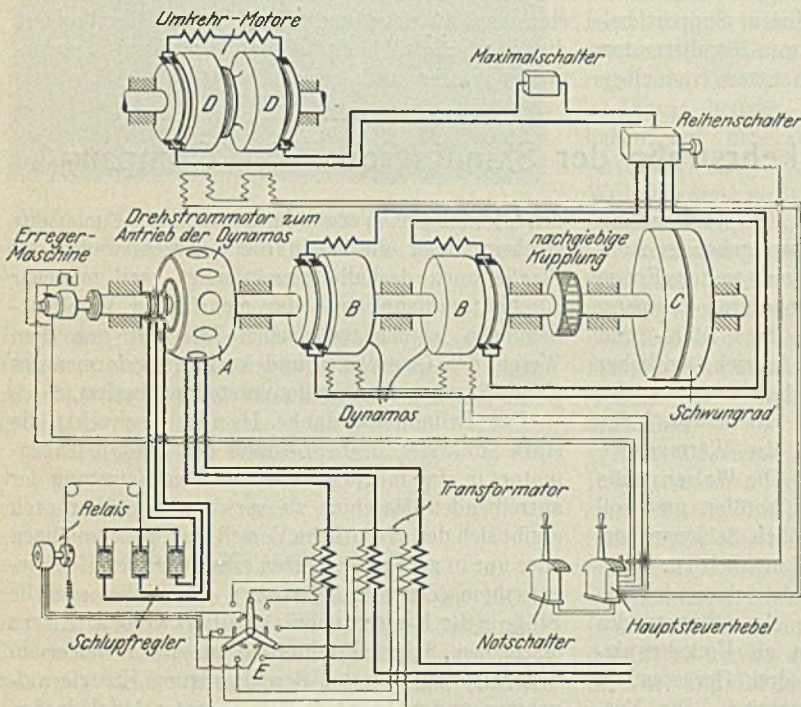 Umkehr-Motore
D D
Maximalschalter
Reihenschalter
Drehstrommotor zum
Antrieb der Dynamos
Erreger-
Maschine
nachgiebige
Kupplung
A
B
B
C
Dynamos
Schwungrad
Relais
Transformator
Schlupfregler
E
Notschalter
Hauptsteuerhebel